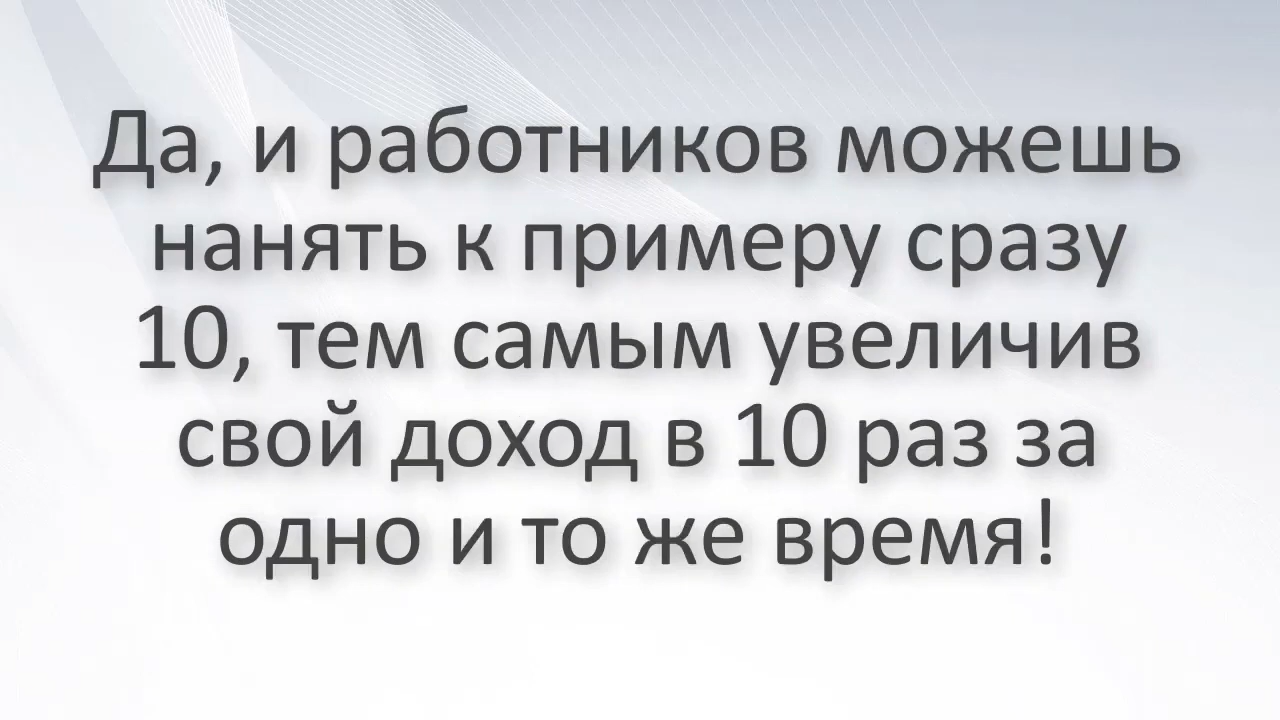 Да, и работников можешь
нанять к примеру сразу
10, тем самым увеличив
свой доход в 10 раз за
одно и то же время!